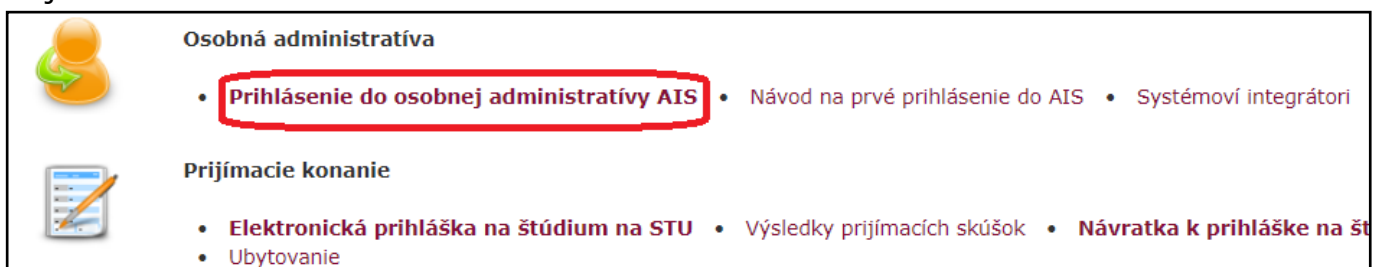 Osobná administratíva
• Prihlásenie do osobnej administratívy AIS • Návod na prvé prihlásenie do AIS • Systémoví integrátori
Prijímacie konanie
• Elektronická prihláška na štúdium na STU • Výsledky prijímacích skúšok • Návratka k prihláške na
• Ubytovanie